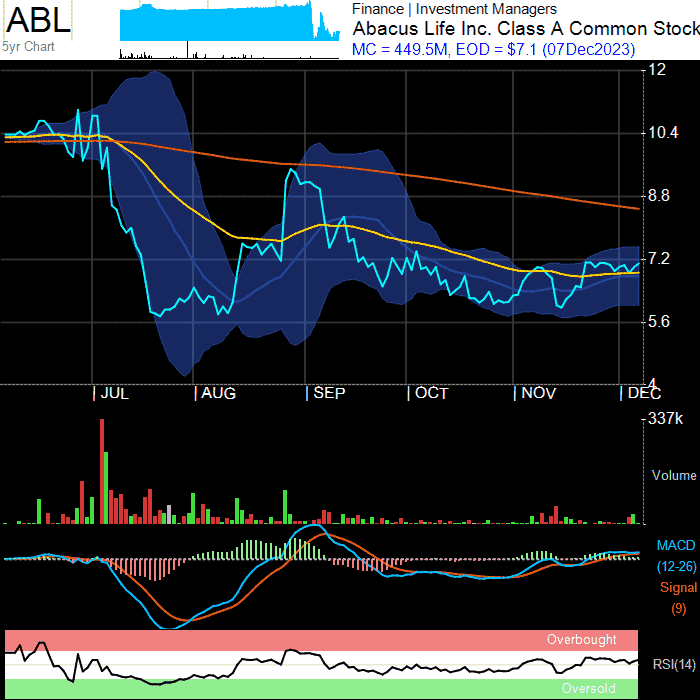 ABL
5yr Chart
Finance | Investment Managers
Abacus Life Inc. Class A Common Stock
MC = 449.5M, EOD = $7.1 (07Dec2023)
12
10.4
8.8
7.2
5.6
4
| JUL | AUG | SEP | OCT | NOV | DEC
337k
Volume
MACD
(12-26)
Signal
(9)
Overbought
RSI(14)
Oversold